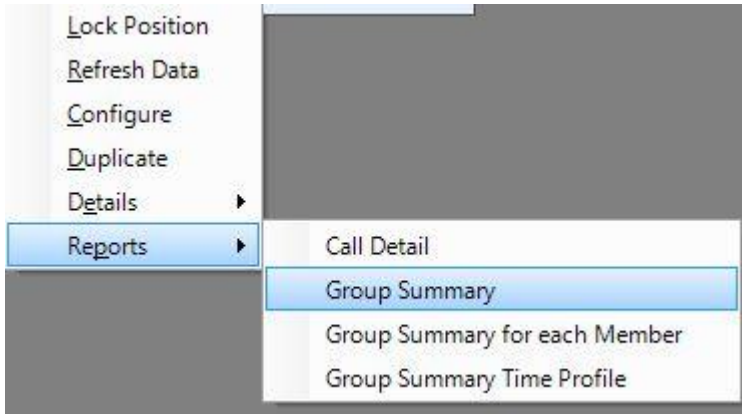 Lock Position
Refresh Data
Configure
Duplicate
Details
Reports
Call Detail
Group Summary
Group Summary for each Member
Group Summary Time Profile